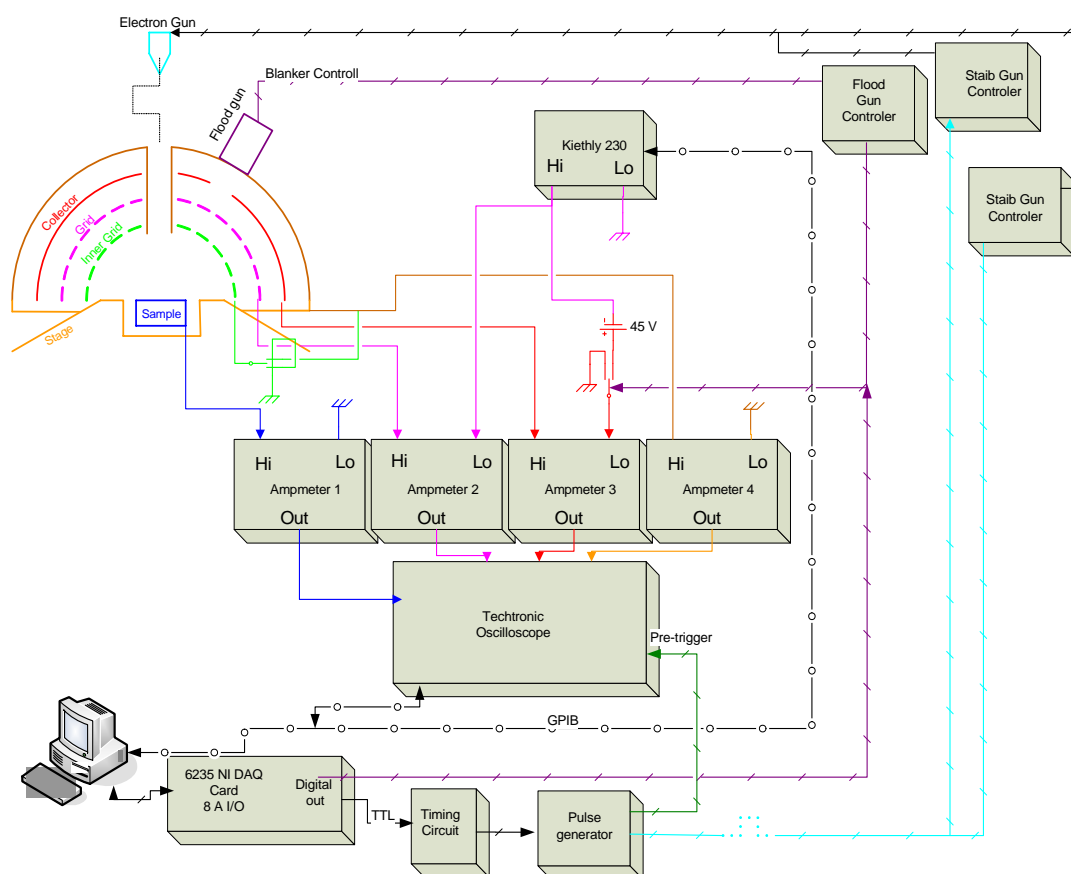 Electron Gun
Blanker Controll
Flood gun
Flood
Gun
Controler
Staib Gun
Controler
Staib Gun
Controler
Kiethly 230
Hi
Lo
Collector
Grid
Inner Grid
Sample
Stage
45 V
Hi
Lo
Ampmeter 1
Out
Hi
Lo
Ampmeter 2
Out
Hi
Lo
Ampmeter 3
Out
Hi
Lo
Ampmeter 4
Out
Techtronic
Oscilloscope
Pre-trigger
GPIB
6235 NI DAQ
Card
8 A I/O
Digital
out
TTL
Timing
Circuit
Pulse
generator